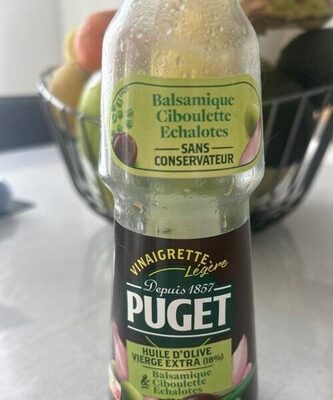 Balsamique
Ciboulette
Echalotes
SANS
CONSERVATEUR
VINAIGRETTE
Légère
Depuis 1857
PUGET
HUILE D'OLIVE
VIERGE EXTRA (18%)
& Balsamique
Ciboulette
Echalotes